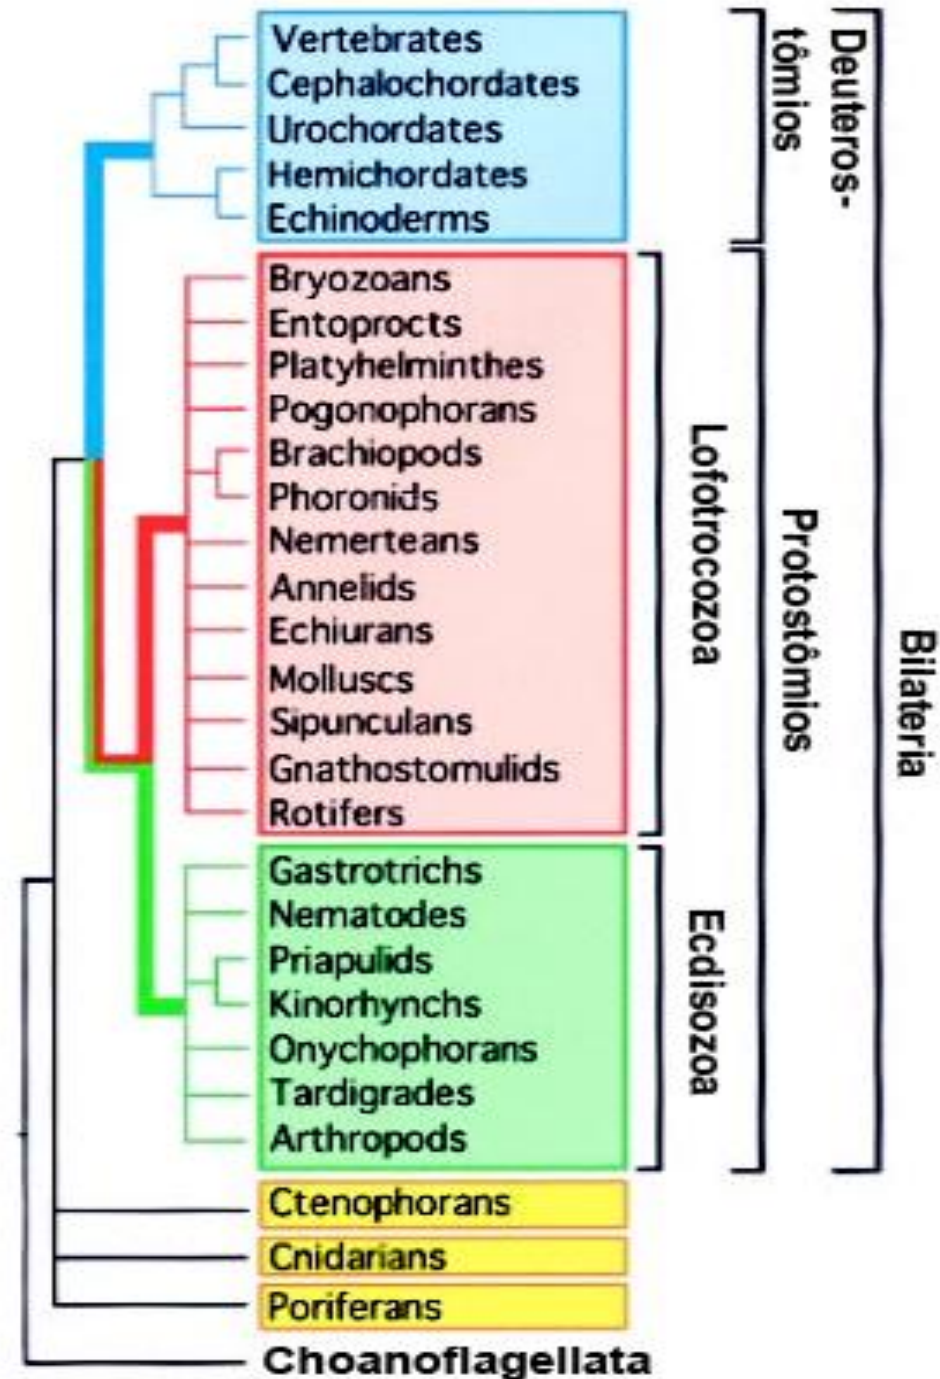 Vertebrates
Cephalochordates
Urochordates
Hemichordates
Echinoderms
Deuteros-
tômios
Bryozoans
Entoprocts
Platyhelminthes
Pogonophorans
Brachiopods
Phoronids
Nemerteans
Annelids
Echiurans
Molluscs
Sipunculans
Gnathostomulids
Rotifers
Lofotrocozoa
Protostômios
Bilateria
Gastrotrichs
Nematodes
Priapulids
Kinorhynchs
Onychophorans
Tardigrades
Arthropods
Ecdisozoa
Ctenophorans
Cnidarians
Poriferans
Choanoflagellata